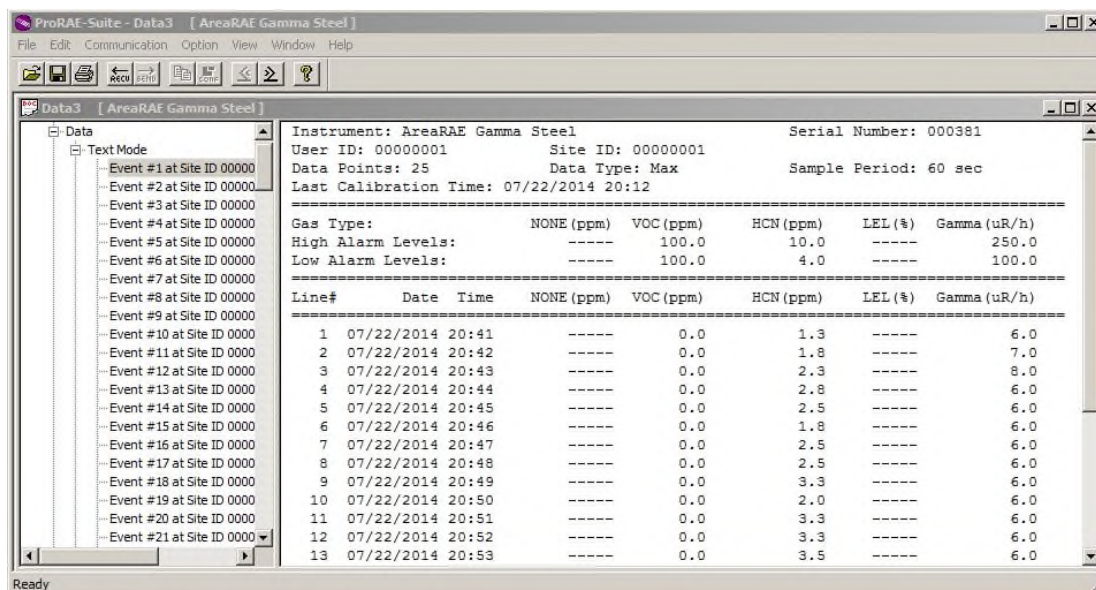 ProRAE-Suite - Data3 [ AreaRAE Gamma Steel ]
File Edit Communication Option View Window Help
RECV SEND CONF
Data3 [ AreaRAE Gamma Steel ]
Data
Text Mode
Event #1 at Site ID 00000
Event #2 at Site ID 00000
Event #3 at Site ID 00000
Event #4 at Site ID 00000
Event #5 at Site ID 00000
Event #6 at Site ID 00000
Event #7 at Site ID 00000
Event #8 at Site ID 00000
Event #9 at Site ID 00000
Event #10 at Site ID 0000
Event #11 at Site ID 0000
Event #12 at Site ID 0000
Event #13 at Site ID 0000
Event #14 at Site ID 0000
Event #15 at Site ID 0000
Event #16 at Site ID 0000
Event #17 at Site ID 0000
Event #18 at Site ID 0000
Event #19 at Site ID 0000
Event #20 at Site ID 0000
Event #21 at Site ID 0000
Instrument: AreaRAE Gamma Steel Serial Number: 000381
User ID: 00000001 Site ID: 00000001
Data Points: 25 Data Type: Max Sample Period: 60 sec
Last Calibration Time: 07/22/2014 20:12
Gas Type: NONE(ppm) VOC(ppm) HCN(ppm) LEL(%) Gamma(uR/h)
High Alarm Levels: ----- 100.0 10.0 ----- 250.0
Low Alarm Levels: ----- 100.0 4.0 ----- 100.0
Line# Date Time NONE(ppm) VOC(ppm) HCN(ppm) LEL(%) Gamma(uR/h)
1 07/22/2014 20:41 ----- 0.0 1.3 ----- 6.0
2 07/22/2014 20:42 ----- 0.0 1.8 ----- 7.0
3 07/22/2014 20:43 ----- 0.0 2.3 ----- 8.0
4 07/22/2014 20:44 ----- 0.0 2.8 ----- 6.0
5 07/22/2014 20:45 ----- 0.0 2.5 ----- 6.0
6 07/22/2014 20:46 ----- 0.0 1.8 ----- 6.0
7 07/22/2014 20:47 ----- 0.0 2.5 ----- 6.0
8 07/22/2014 20:48 ----- 0.0 2.5 ----- 6.0
9 07/22/2014 20:49 ----- 0.0 3.3 ----- 6.0
10 07/22/2014 20:50 ----- 0.0 2.0 ----- 6.0
11 07/22/2014 20:51 ----- 0.0 3.3 ----- 6.0
12 07/22/2014 20:52 ----- 0.0 3.3 ----- 6.0
13 07/22/2014 20:53 ----- 0.0 3.5 ----- 6.0
Ready